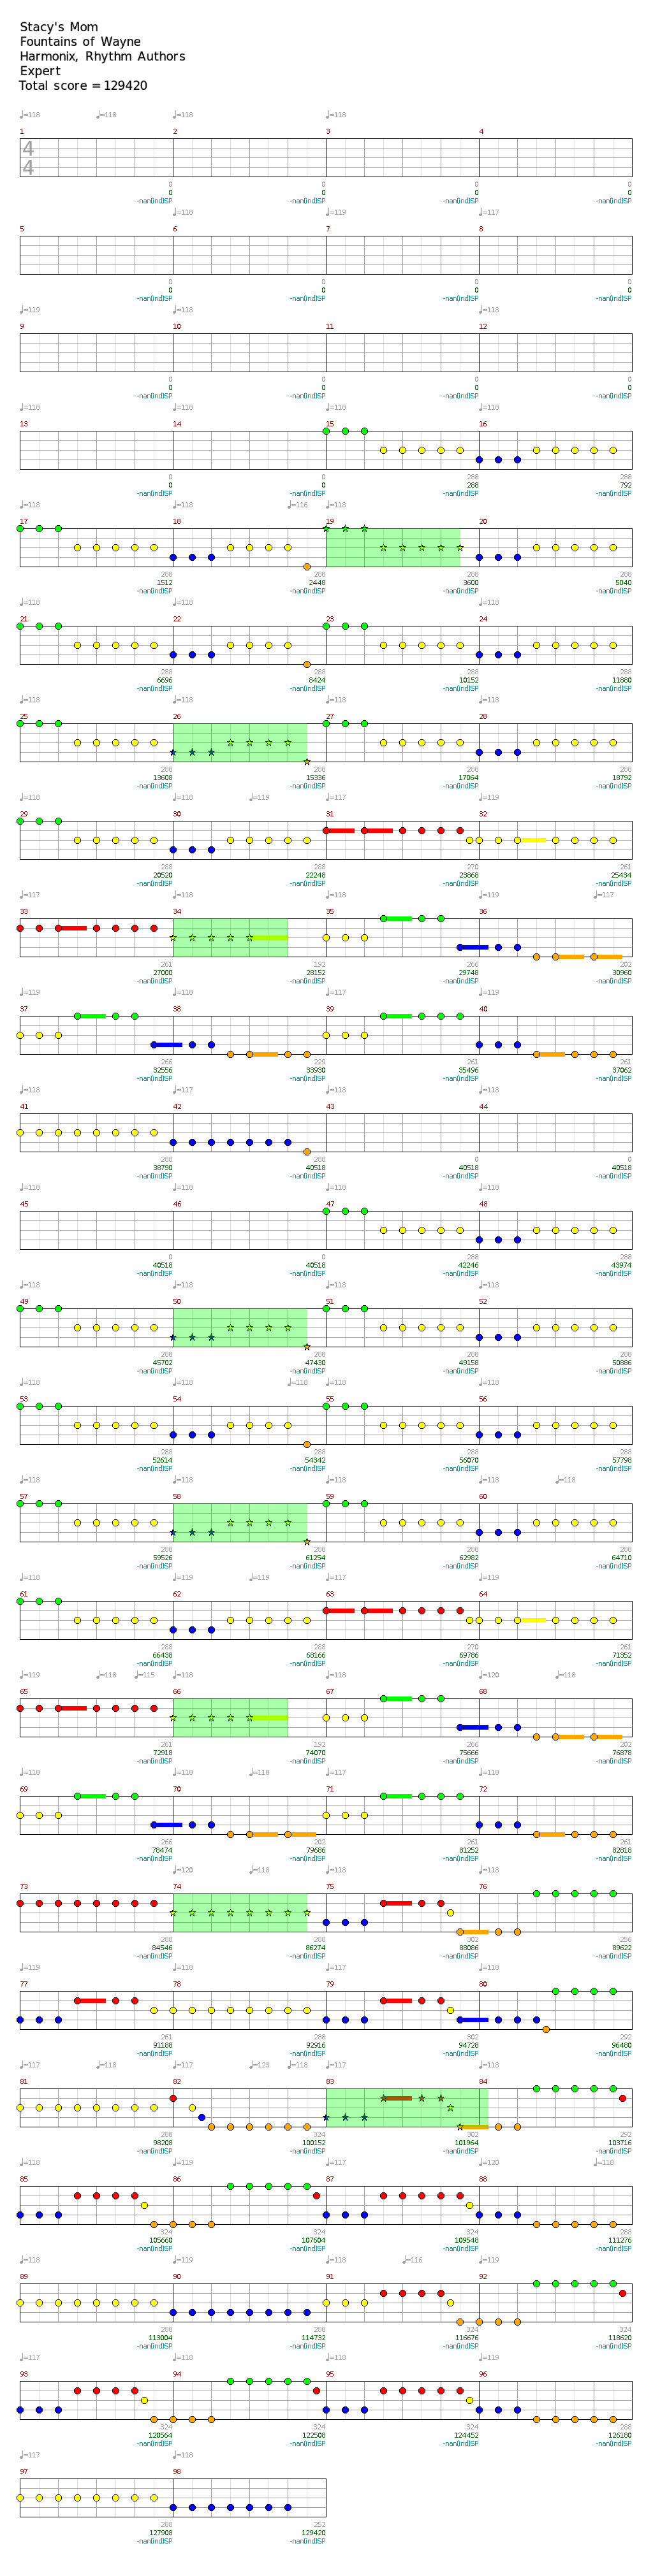 Stacy's Mom
Fountains of Wayne
Harmonix, Rhythm Authors
Expert
Total score = 129420
♩=118 ♩=118 ♩=118 ♩=118
1 2 3 4
4
4
0 0 0 0
0 0 0 0
-nan(ind)SP -nan(ind)SP -nan(ind)SP -nan(ind)SP
♩=118 ♩=119 ♩=117
5 6 7 8
0 0 0 0
0 0 0 0
-nan(ind)SP -nan(ind)SP -nan(ind)SP -nan(ind)SP
♩=119 ♩=118
9 10 11 12
0 0 0 0
0 0 0 0
-nan(ind)SP -nan(ind)SP -nan(ind)SP -nan(ind)SP
♩=118 ♩=118 ♩=118
13 14 15 16
0 0 288 288
0 0 288 792
-nan(ind)SP -nan(ind)SP -nan(ind)SP -nan(ind)SP
♩=118 ♩=118 ♩=116 ♩=118
17 18 19 20
288 288 288 288
1512 2448 3600 5040
-nan(ind)SP -nan(ind)SP -nan(ind)SP -nan(ind)SP
♩=118 ♩=118
21 22 23 24
288 288 288 288
6696 8424 10152 11880
-nan(ind)SP -nan(ind)SP -nan(ind)SP -nan(ind)SP
♩=118 ♩=118 ♩=118 ♩=119
25 26 27 28
288 288 288 288
13608 15336 17064 18792
-nan(ind)SP -nan(ind)SP -nan(ind)SP -nan(ind)SP
♩=118 ♩=118 ♩=119 ♩=117
29 30 31 32
288 288 270 261
20520 22248 23868 25434
-nan(ind)SP -nan(ind)SP -nan(ind)SP -nan(ind)SP
♩=117 ♩=116 ♩=118 ♩=119 ♩=117
33 34 35 36
261 192 266 202
27000 28152 29748 30960
-nan(ind)SP -nan(ind)SP -nan(ind)SP -nan(ind)SP
♩=119 ♩=118 ♩=117 ♩=119
37 38 39 40
266 229 261 261
32556 33930 35496 37062
-nan(ind)SP -nan(ind)SP -nan(ind)SP -nan(ind)SP
♩=118 ♩=117 ♩=118
41 42 43 44
288 288 0 0
38790 40518 40518 40518
-nan(ind)SP -nan(ind)SP -nan(ind)SP -nan(ind)SP
♩=118 ♩=118 ♩=118
45 46 47 48
0 0 288 288
40518 40518 42246 43974
-nan(ind)SP -nan(ind)SP -nan(ind)SP -nan(ind)SP
♩=118 ♩=118 ♩=118 ♩=118
49 50 51 52
288 288 288 288
45702 47430 49158 50886
-nan(ind)SP -nan(ind)SP -nan(ind)SP -nan(ind)SP
♩=118 ♩=118 ♩=118 ♩=118
53 54 55 56
288 288 288 288
52614 54342 56070 57798
-nan(ind)SP -nan(ind)SP -nan(ind)SP -nan(ind)SP
♩=118 ♩=118 ♩=118 ♩=118
57 58 59 60
288 288 288 288
59526 61254 62982 64710
-nan(ind)SP -nan(ind)SP -nan(ind)SP -nan(ind)SP
♩=118 ♩=119 ♩=119 ♩=117
61 62 63 64
288 288 270 261
66438 68166 69786 71352
-nan(ind)SP -nan(ind)SP -nan(ind)SP -nan(ind)SP
♩=119 ♩=118 ♩=115 ♩=118 ♩=118 ♩=120 ♩=118
65 66 67 68
261 192 266 202
72918 74070 75666 76878
-nan(ind)SP -nan(ind)SP -nan(ind)SP -nan(ind)SP
♩=118 ♩=118 ♩=117 ♩=119
69 70 71 72
266 202 261 261
78474 79686 81252 82818
-nan(ind)SP -nan(ind)SP -nan(ind)SP -nan(ind)SP
♩=120 ♩=118 ♩=118 ♩=118
73 74 75 76
288 288 302 256
84546 86274 88086 89622
-nan(ind)SP -nan(ind)SP -nan(ind)SP -nan(ind)SP
♩=119 ♩=118 ♩=117 ♩=118
77 78 79 80
261 288 302 292
91188 92916 94728 96480
-nan(ind)SP -nan(ind)SP -nan(ind)SP -nan(ind)SP
♩=117 ♩=118 ♩=117 ♩=123 ♩=118 ♩=117 ♩=118
81 82 83 84
288 324 302 292
98208 100152 101964 103716
-nan(ind)SP -nan(ind)SP -nan(ind)SP -nan(ind)SP
♩=118 ♩=119 ♩=117 ♩=120 ♩=118
85 86 87 88
324 324 324 288
105660 107604 109548 111276
-nan(ind)SP -nan(ind)SP -nan(ind)SP -nan(ind)SP
♩=118 ♩=119 ♩=118 ♩=116 ♩=119
89 90 91 92
288 288 324 324
113004 114732 116676 118620
-nan(ind)SP -nan(ind)SP -nan(ind)SP -nan(ind)SP
♩=117 ♩=119 ♩=118 ♩=118
93 94 95 96
324 324 324 288
120564 122508 124452 126180
-nan(ind)SP -nan(ind)SP -nan(ind)SP -nan(ind)SP
♩=117 ♩=116
97 98
288 252
127908 129420
-nan(ind)SP -nan(ind)SP